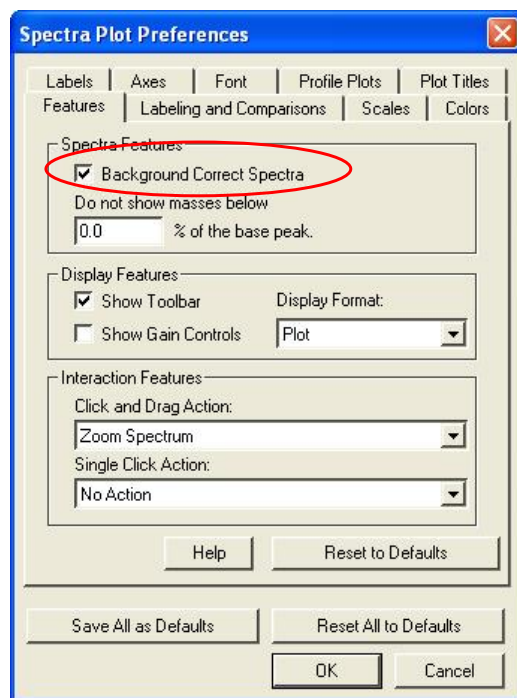 Spectra Plot Preferences
Labels Axes Font Profile Plots Plot Titles
Features Labeling and Comparisons Scales Colors
Spectra Features
Background Correct Spectra
Do not show masses below
0.0 % of the base peak.
Display Features
Show Toolbar Display Format:
Show Gain Controls Plot
Interaction Features
Click and Drag Action:
Zoom Spectrum
Single Click Action:
No Action
Help Reset to Defaults
Save All as Defaults Reset All to Defaults
OK Cancel